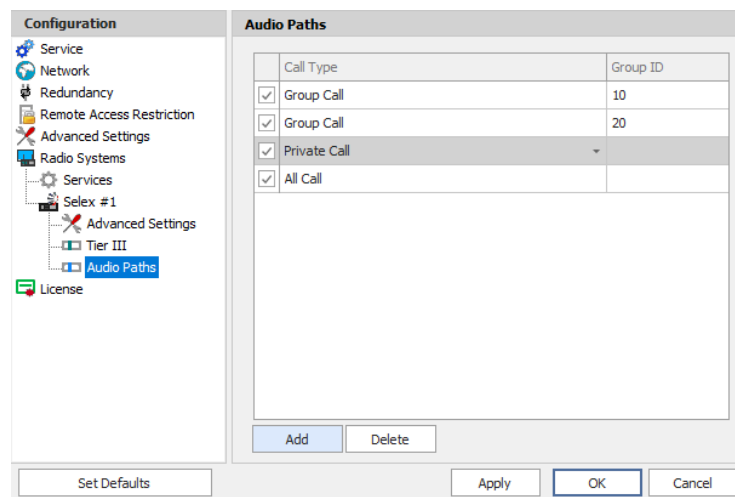 Configuration
Service
Network
Redundancy
Remote Access Restriction
Advanced Settings
Radio Systems
Services
Selex #1
Advanced Settings
Tier III
Audio Paths
License
Audio Paths
Call Type Group ID
Group Call 10
Group Call 20
Private Call
All Call
Add Delete
Set Defaults Apply OK Cancel